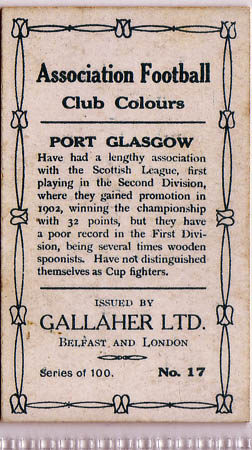 Association Football
Club Colours
PORT GLASGOW
Have had a lengthy association
with the Scottish League, first
playing in the Second Division,
where they gained promotion in
1902, winning the championship
with 32 points, but they have
a poor record in the First Divi-
sion, being several times wooden
spoonists. Have not distinguished
themselves as Cup fighters.
ISSUED BY
GALLAHER LTD.
BELFAST AND LONDON
Series of 100. No. 17